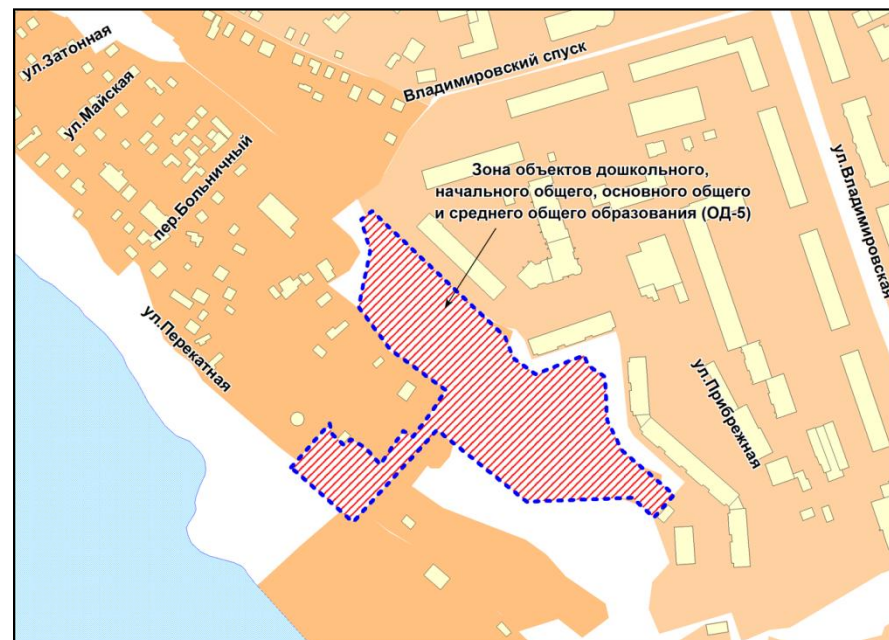 ул.Затонная
ул.Майская
пер.Больничный
ул.Перекатная
Владимировский спуск
Зона объектов дошкольного,
начального общего, основного общего
и среднего общего образования (ОД-5)
ул.Владимировская
ул.Прибрежная